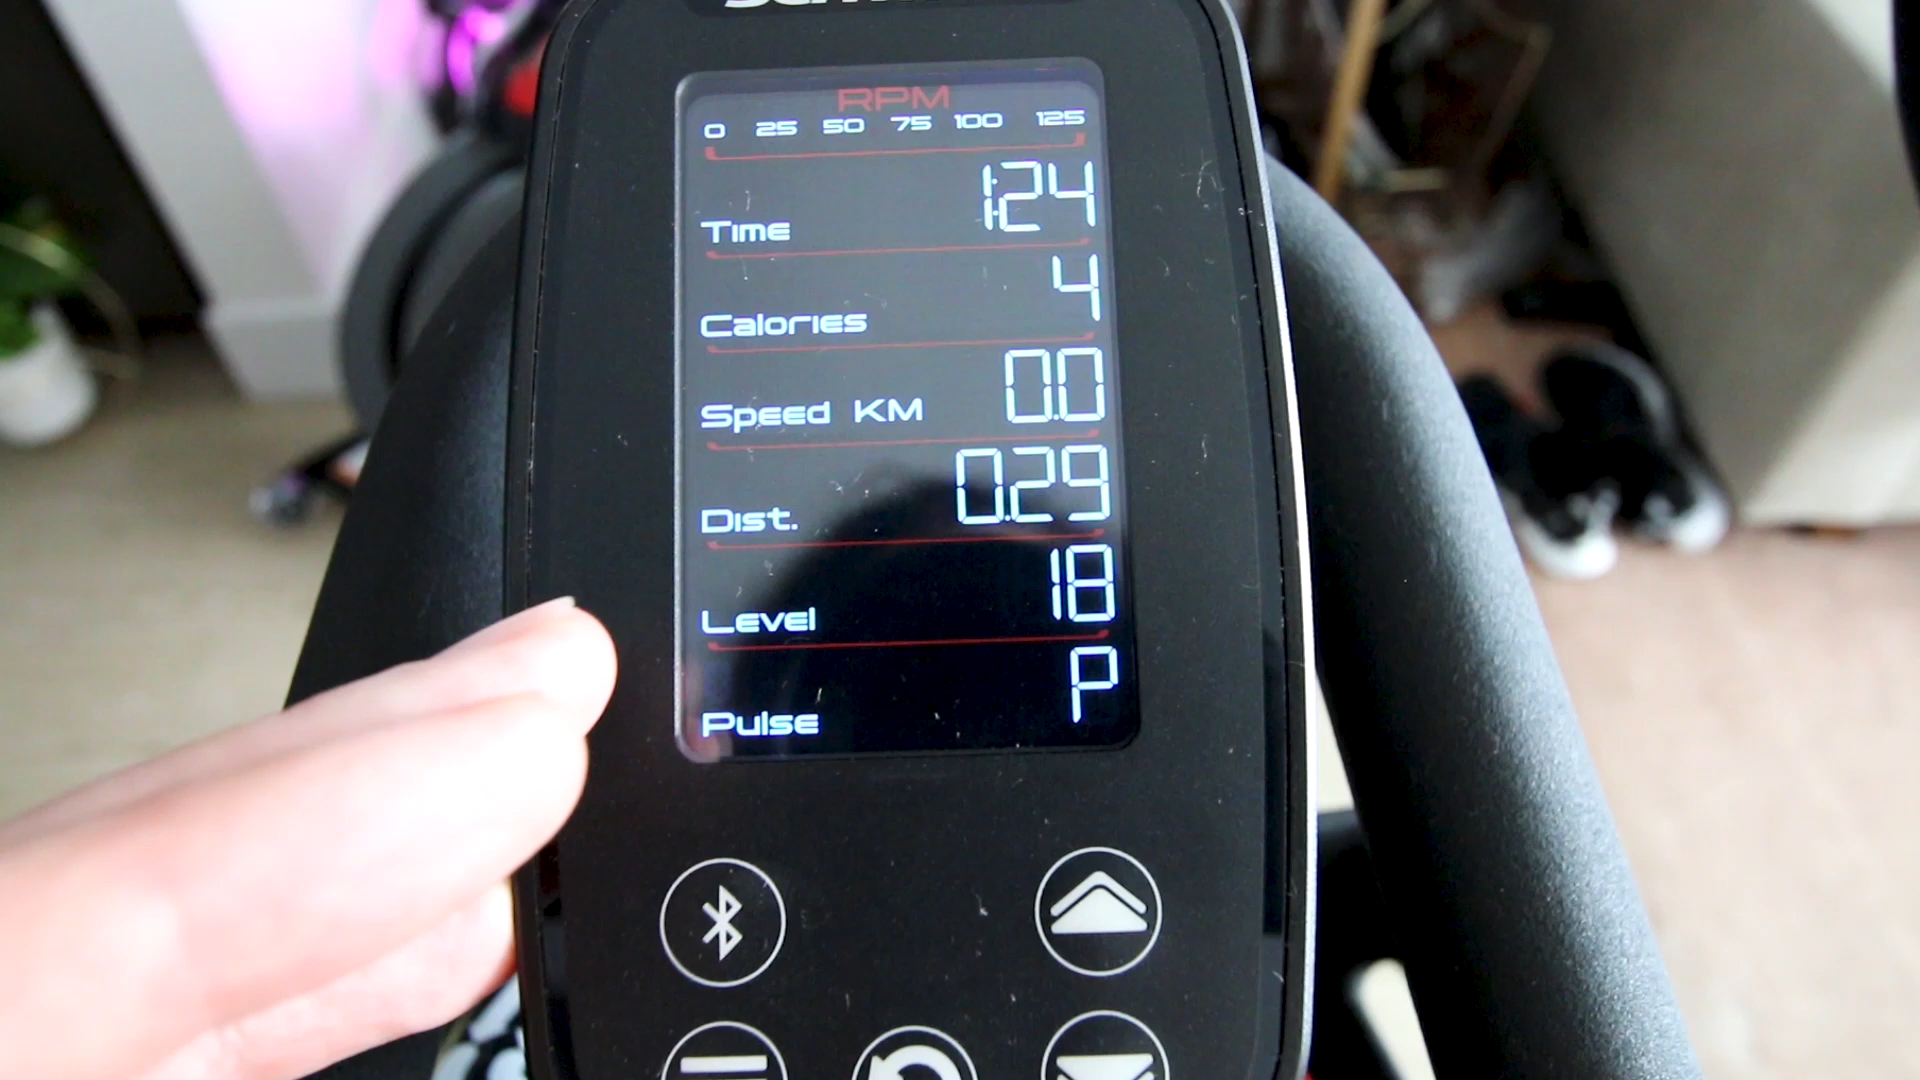 RPM
0 25 50 75 100 125
Time 1:24
Calories 4
Speed KM 0.0
Dist. 0.29
Level 18
Pulse P